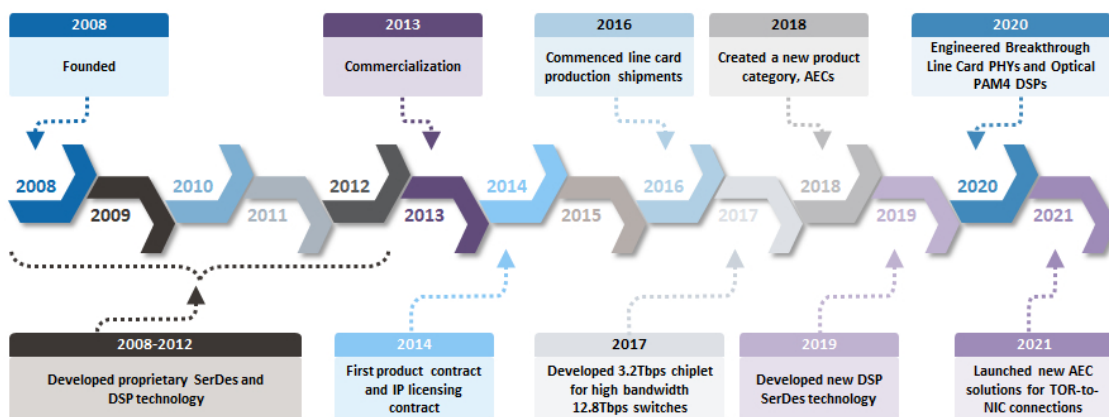 2008
Founded
2013
Commercialization
2016
Commenced line card
production shipments
2018
Created a new product
category, AECs
2020
Engineered Breakthrough
Line Card PHYs and Optical
PAM4 DSPs
2008
2009
2010
2011
2012
2013
2014
2015
2016
2017
2018
2019
2020
2021
2008-2012
Developed proprietary SerDes and
DSP technology
2014
First product contract
and IP licensing
contract
2017
Developed 3.2Tbps chiplet
for high bandwidth
12.8Tbps switches
2019
Developed new DSP
SerDes technology
2021
Launched new AEC
solutions for TOR-to-
NIC connections